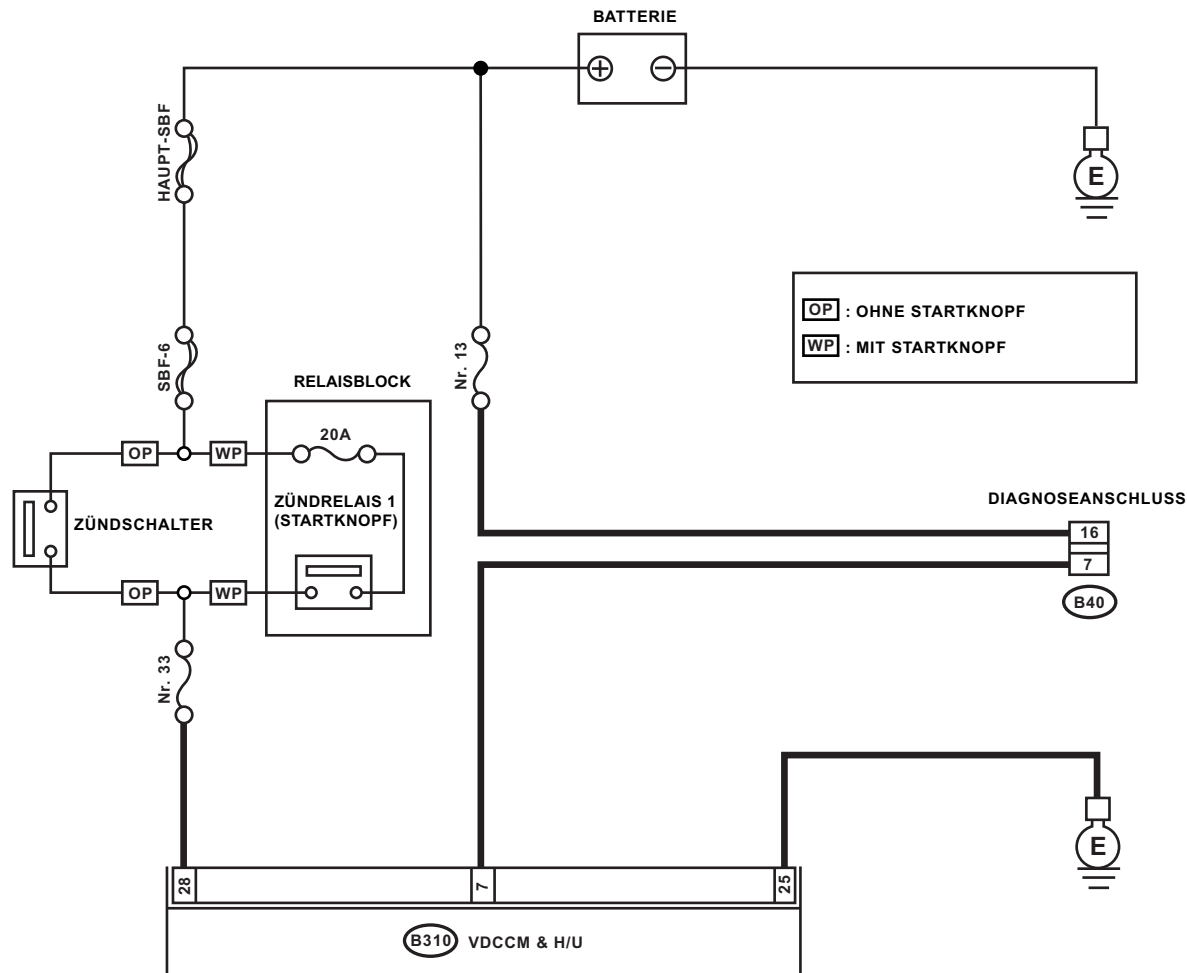 BATTERIE
HAUPT-SBF
E
OP : OHNE STARTKNOPF
WP : MIT STARTKNOPF
SBF-6
Nr. 13
RELAISBLOCK
OP
WP
20A
ZÜNDSCHALTER
ZÜNDRELAIS 1
(STARTKNOPF)
DIAGNOSEANSCHLUSS
16
7
B40
OP
WP
Nr. 33
E
28
7
25
B310 VDCCM & H/U